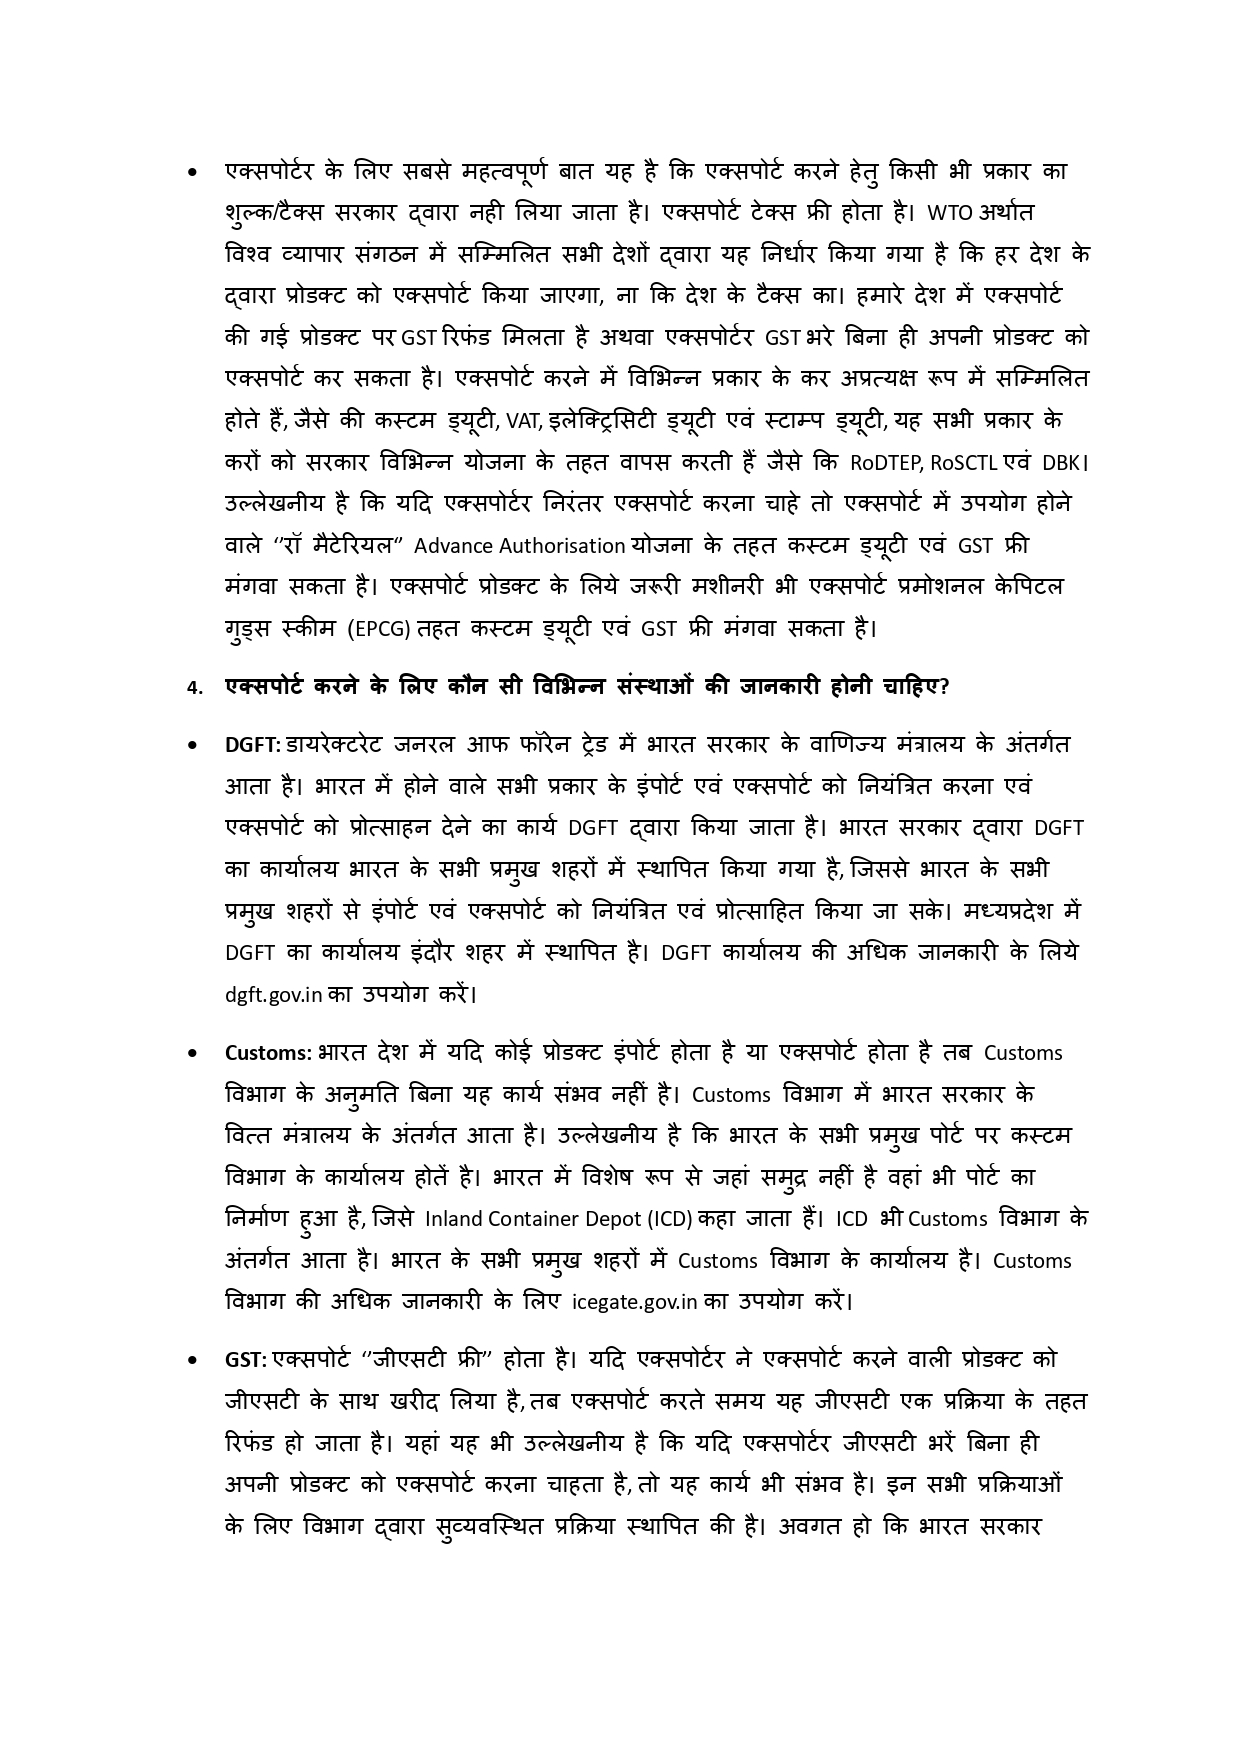 • एक्सपोर्टर के लिए सबसे महत्वपूर्ण बात यह है कि एक्सपोर्ट करने हेतु किसी भी प्रकार का
शुल्क/टैक्स सरकार द्वारा नही लिया जाता है। एक्सपोर्ट टेक्स फ्री होता है। WTO अर्थात
विश्व व्यापार संगठन में सम्मिलित सभी देशों द्वारा यह निर्धार किया गया है कि हर देश के
द्वारा प्रोडक्ट को एक्सपोर्ट किया जाएगा, ना कि देश के टैक्स का। हमारे देश में एक्सपोर्ट
की गई प्रोडक्ट पर GST रिफंड मिलता है अथवा एक्सपोर्टर GST भरे बिना ही अपनी प्रोडक्ट को
एक्सपोर्ट कर सकता है। एक्सपोर्ट करने में विभिन्न प्रकार के कर अप्रत्यक्ष रूप में सम्मिलित
होते हैं, जैसे की कस्टम ड्यूटी, VAT, इलेक्ट्रिसिटी ड्यूटी एवं स्टाम्प ड्यूटी, यह सभी प्रकार के
करों को सरकार विभिन्न योजना के तहत वापस करती हैं जैसे कि RoDTEP, RoSCTL एवं DBK।
उल्लेखनीय है कि यदि एक्सपोर्टर निरंतर एक्सपोर्ट करना चाहे तो एक्सपोर्ट में उपयोग होने
वाले ‘’रॉ मैटेरियल” Advance Authorisation योजना के तहत कस्टम ड्यूटी एवं GST फ्री
मंगवा सकता है। एक्सपोर्ट प्रोडक्ट के लिये जरूरी मशीनरी भी एक्सपोर्ट प्रमोशनल केपिटल
गुड्स स्कीम (EPCG) तहत कस्टम ड्यूटी एवं GST फ्री मंगवा सकता है।
4. एक्सपोर्ट करने के लिए कौन सी विभिन्न संस्थाओं की जानकारी होनी चाहिए?
• DGFT: डायरेक्टरेट जनरल आफ फॉरेन ट्रेड में भारत सरकार के वाणिज्य मंत्रालय के अंतर्गत
आता है। भारत में होने वाले सभी प्रकार के इंपोर्ट एवं एक्सपोर्ट को नियंत्रित करना एवं
एक्सपोर्ट को प्रोत्साहन देने का कार्य DGFT द्वारा किया जाता है। भारत सरकार द्वारा DGFT
का कार्यालय भारत के सभी प्रमुख शहरों में स्थापित किया गया है, जिससे भारत के सभी
प्रमुख शहरों से इंपोर्ट एवं एक्सपोर्ट को नियंत्रित एवं प्रोत्साहित किया जा सके। मध्यप्रदेश में
DGFT का कार्यालय इंदौर शहर में स्थापित है। DGFT कार्यालय की अधिक जानकारी के लिये
dgft.gov.in का उपयोग करें।
• Customs: भारत देश में यदि कोई प्रोडक्ट इंपोर्ट होता है या एक्सपोर्ट होता है तब Customs
विभाग के अनुमति बिना यह कार्य संभव नहीं है। Customs विभाग में भारत सरकार के
वित्त मंत्रालय के अंतर्गत आता है। उल्लेखनीय है कि भारत के सभी प्रमुख पोर्ट पर कस्टम
विभाग के कार्यालय होतें है। भारत में विशेष रूप से जहां समुद्र नहीं है वहां भी पोर्ट का
निर्माण हुआ है, जिसे Inland Container Depot (ICD) कहा जाता हैं। ICD भी Customs विभाग के
अंतर्गत आता है। भारत के सभी प्रमुख शहरों में Customs विभाग के कार्यालय है। Customs
विभाग की अधिक जानकारी के लिए icegate.gov.in का उपयोग करें।
• GST: एक्सपोर्ट ‘’जीएसटी फ्री’’ होता है। यदि एक्सपोर्टर ने एक्सपोर्ट करने वाली प्रोडक्ट को
जीएसटी के साथ खरीद लिया है, तब एक्सपोर्ट करते समय यह जीएसटी एक प्रक्रिया के तहत
रिफंड हो जाता है। यहां यह भी उल्लेखनीय है कि यदि एक्सपोर्टर जीएसटी भरें बिना ही
अपनी प्रोडक्ट को एक्सपोर्ट करना चाहता है, तो यह कार्य भी संभव है। इन सभी प्रक्रियाओं
के लिए विभाग द्वारा सुव्यवस्थित प्रक्रिया स्थापित की है। अवगत हो कि भारत सरकार